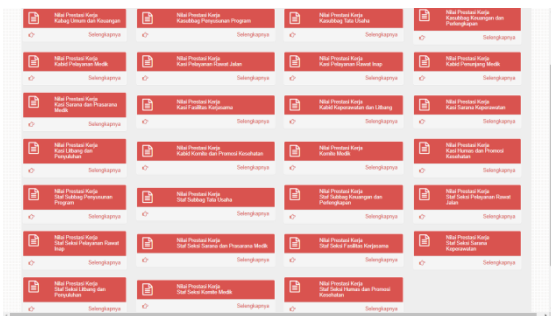 Nilai Prestasi Kerja
Kabag Umum dan Keuangan
Selengkapnya
Nilai Prestasi Kerja
Kasubbag Penyusunan Program
Selengkapnya
Nilai Prestasi Kerja
Kasubbag Tata Usaha
Selengkapnya
Nilai Prestasi Kerja
Kasubbag Keuangan dan
Perlengkapan
Selengkapnya
Nilai Prestasi Kerja
Kabid Pelayanan Medik
Selengkapnya
Nilai Prestasi Kerja
Kasi Pelayanan Rawat Jalan
Selengkapnya
Nilai Prestasi Kerja
Kasi Pelayanan Rawat Inap
Selengkapnya
Nilai Prestasi Kerja
Kabid Penunjang Medik
Selengkapnya
Nilai Prestasi Kerja
Kasi Sarana dan Prasarana
Medik
Selengkapnya
Nilai Prestasi Kerja
Kasi Fasilitas Kerjasama
Selengkapnya
Nilai Prestasi Kerja
Kabid Keperawatan dan Litbang
Selengkapnya
Nilai Prestasi Kerja
Kasi Sarana Keperawatan
Selengkapnya
Nilai Prestasi Kerja
Kasi Litbang dan
Penyuluhan
Selengkapnya
Nilai Prestasi Kerja
Kabid Komite dan Promosi Kesehatan
Selengkapnya
Nilai Prestasi Kerja
Komite Medik
Selengkapnya
Nilai Prestasi Kerja
Kasi Humas dan Promosi
Kesehatan
Selengkapnya
Nilai Prestasi Kerja
Staf Subbag Penyusunan
Program
Selengkapnya
Nilai Prestasi Kerja
Staf Subbag Tata Usaha
Selengkapnya
Nilai Prestasi Kerja
Staf Subbag Keuangan dan
Perlengkapan
Selengkapnya
Nilai Prestasi Kerja
Staf Seksi Pelayanan Rawat
Jalan
Selengkapnya
Nilai Prestasi Kerja
Staf Seksi Pelayanan Rawat
Inap
Selengkapnya
Nilai Prestasi Kerja
Staf Seksi Sarana dan Prasarana Medik
Selengkapnya
Nilai Prestasi Kerja
Staf Seksi Fasilitas Kerjasama
Selengkapnya
Nilai Prestasi Kerja
Staf Seksi Sarana
Keperawatan
Selengkapnya
Nilai Prestasi Kerja
Staf Seksi Litbang dan
Penyuluhan
Selengkapnya
Nilai Prestasi Kerja
Staf Seksi Komite Medik
Selengkapnya
Nilai Prestasi Kerja
Staf Seksi Humas dan Promosi
Kesehatan
Selengkapnya